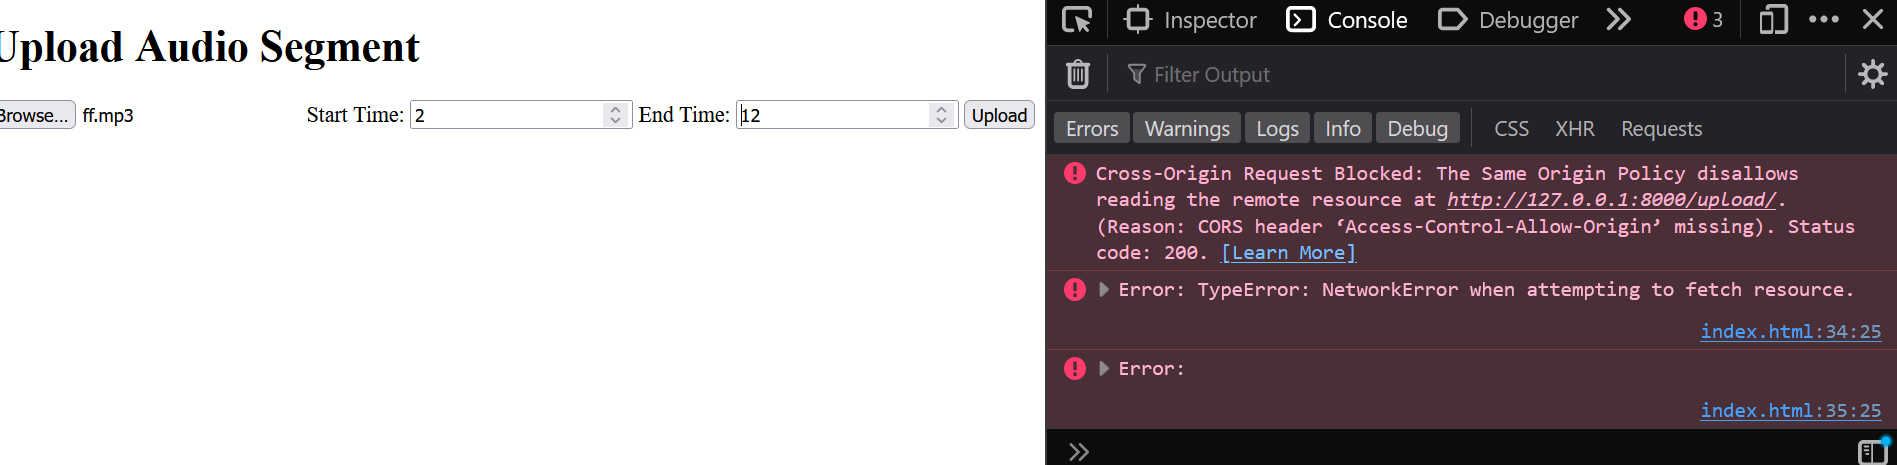 Upload Audio Segment
Browse... ff.mp3 Start Time: 2 End Time: 12 Upload
Inspector Console Debugger 3
Filter Output
Errors Warnings Logs Info Debug CSS XHR Requests
Cross-Origin Request Blocked: The Same Origin Policy disallows
reading the remote resource at http://127.0.0.1:8000/upload/.
(Reason: CORS header ‘Access-Control-Allow-Origin’ missing). Status
code: 200. [Learn More]
Error: TypeError: NetworkError when attempting to fetch resource.
index.html:34:25
Error:
index.html:35:25